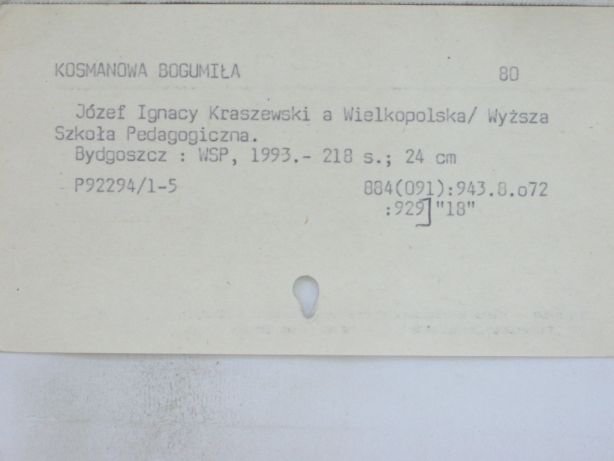 KOSMANOWA BOGUMIŁA 80
Józef Ignacy Kraszewski a Wielkopolska/ Wyższa
Szkoła Pedagogiczna.
Bydgoszcz : WSP, 1993.- 218 s.; 24 cm
P92294/1-5 884(091):943.8.o72
:929]"18"